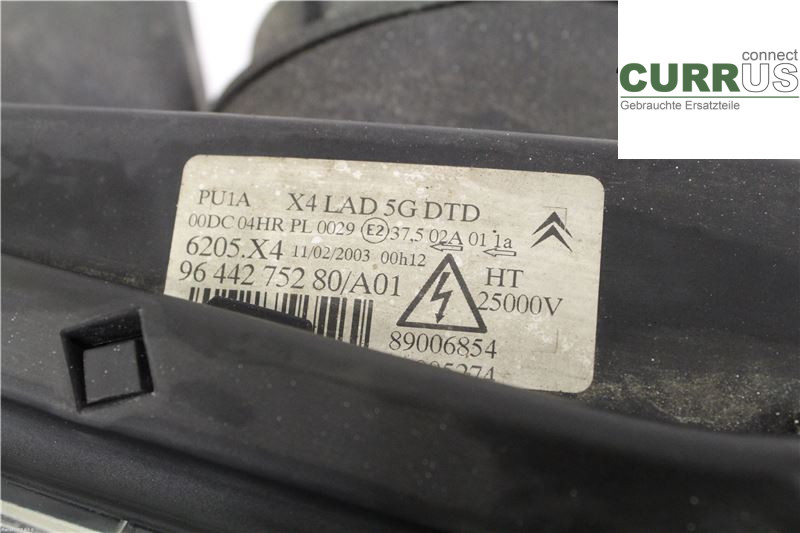 connect
CURRUS
Gebrauchte Ersatzteile
PU1A X4 LAD 5G DTD
00DC 04HR PL 0029 E2 37.5 02A 01 1a
6205.X4 11/02/2003 00h12
96 442 752 80/A01
HT
25000V
89006854